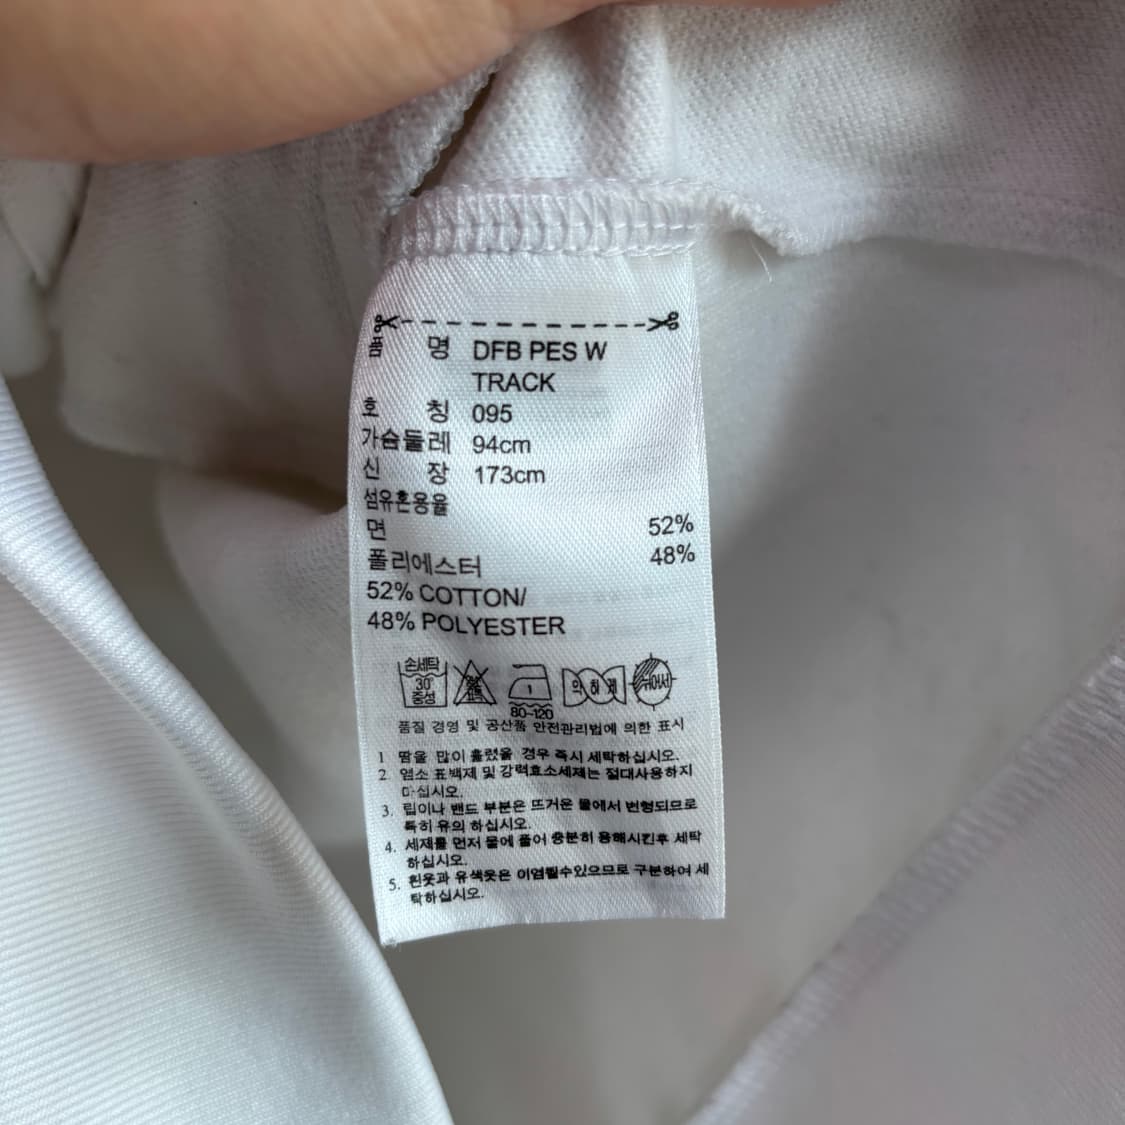 품 명 DFB PES W
TRACK
호 칭 095
가슴둘레 94cm
신 장 173cm
섬유혼용율
면 52%
폴리에스터 48%
52% COTTON/
48% POLYESTER
손세탁
30°
중성
1
80-120
약하게
뉘어서
품질 경영 및 공산품 안전관리법에 의한 표시
1 땀을 많이 흘렸을 경우 즉시 세탁하십시오.
2. 염소 표백제 및 강력효소세제는 절대사용하지
마십시오.
3. 립이나 밴드 부분은 뜨거운 물에서 변형되므로
특히 유의 하십시오.
4. 세제를 먼저 물에 풀어 충분히 용해시킨후 세탁
하십시오.
5. 흰옷과 유색옷은 이염될수있으므로 구분하여 세
탁하십시오.